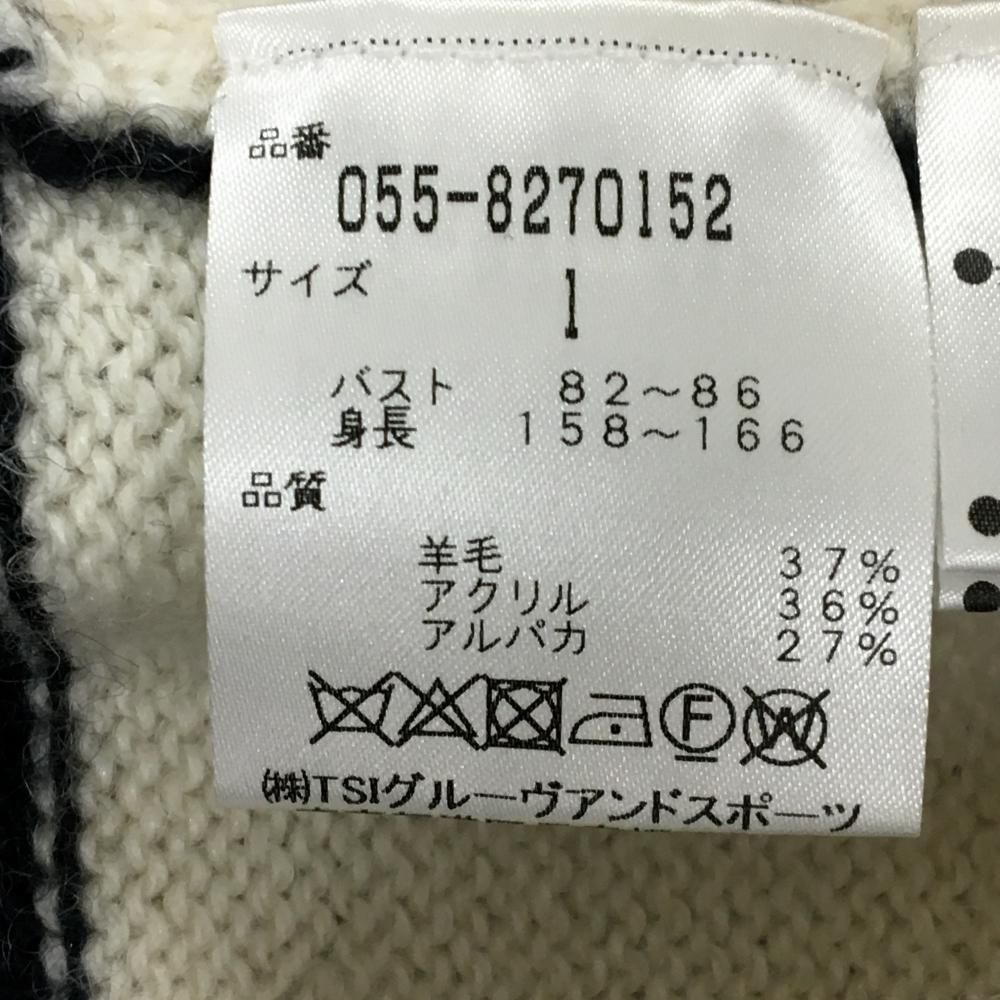 品番
055-8270152
サイズ 1
バスト 82～86
身長 158～166
品質
羊毛 37%
アクリル 36%
アルパカ 27%
F W
㈱TSIグルーヴアンドスポーツ